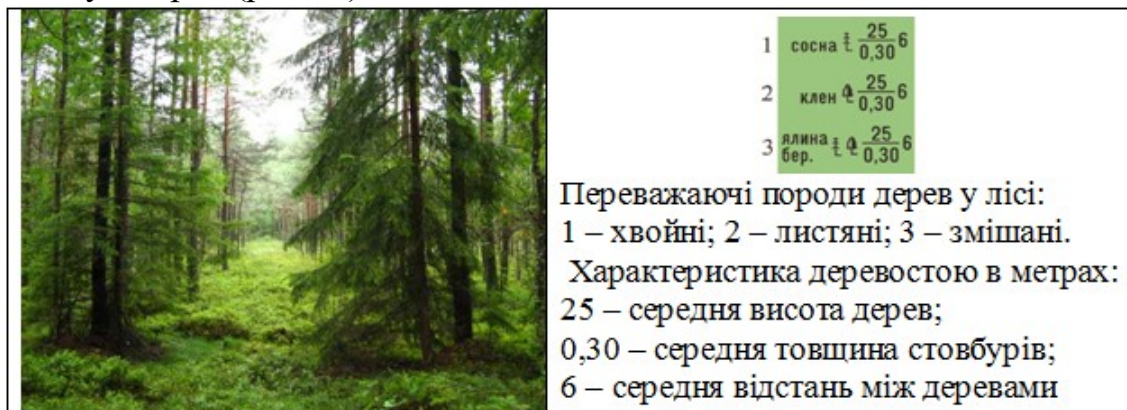 1 сосна 25 0,30 6
2 клен 25 0,30 6
3 ялина бер. 25 0,30 6
Переважаючі породи дерев у лісі:
1 – хвойні; 2 – листяні; 3 – змішані.
Характеристика деревостою в метрах:
25 – середня висота дерев;
0,30 – середня товщина стовбурів;
6 – середня відстань між деревами